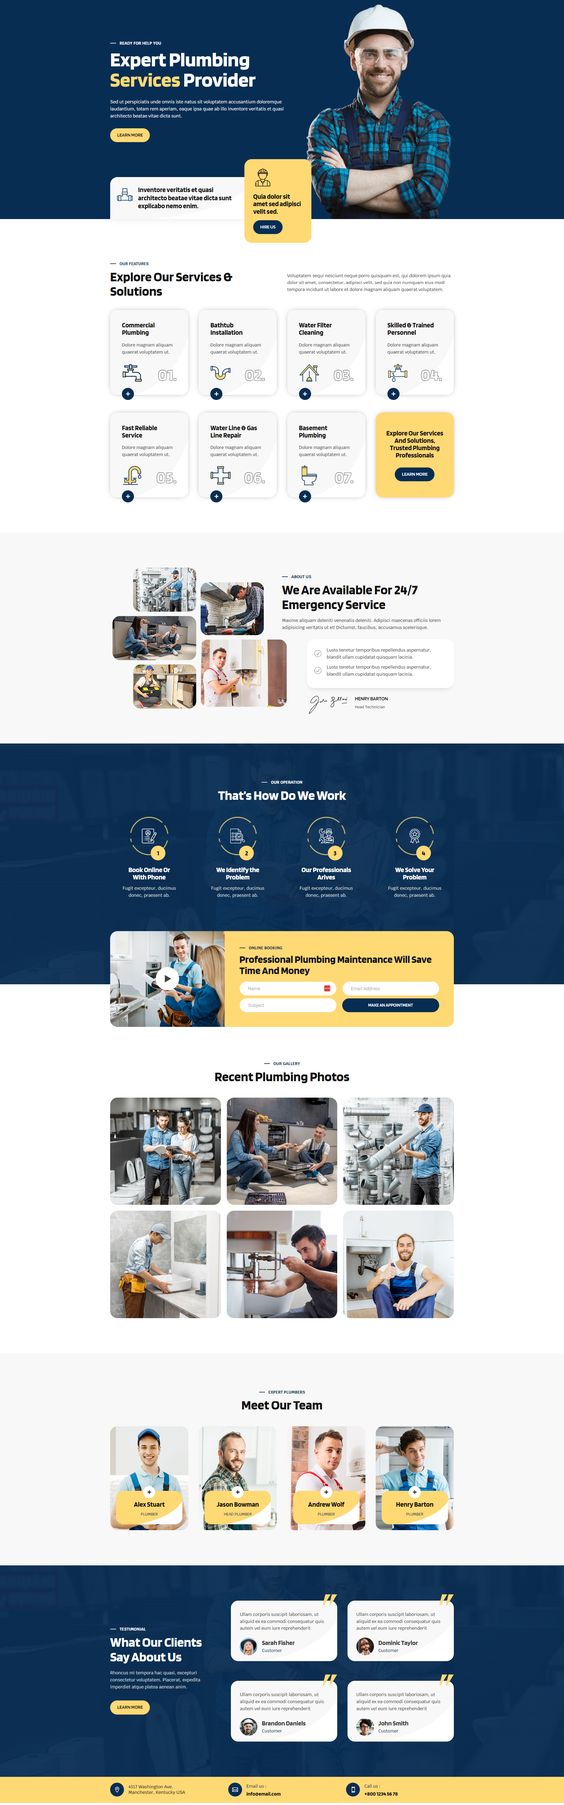 READY FOR HELP YOU
Expert Plumbing
Services Provider
Sed ut perspiciatis unde omnis iste natus sit voluptatem accusantium doloremque
laudantium, totam rem aperiam, eaque ipsa quae ab illo inventore veritatis et quasi
architecto beatae vitae dicta sunt.
LEARN MORE
Inventore veritatis et quasi
architecto beatae vitae dicta sunt
explicabo nemo enim.
Quia dolor sit
amet sed adipisci
velit sed.
HIRE US
OUR FEATURES
Explore Our Services &
Solutions
Voluptatem sequi nesciunt neque porro quisquam est, qui dolorem ipsum quia
dolor sit amet, consectetur, adipisci velit, sed quia non numquam eius modi
tempora incidunt ut labore et dolore magnam aliquam quaerat voluptatem.
Commercial
Plumbing
Dolore magnam aliquam
quaerat voluptatem ut.
01.
Bathtub
Installation
Dolore magnam aliquam
quaerat voluptatem ut.
02.
Water Filter
Cleaning
Dolore magnam aliquam
quaerat voluptatem ut.
03.
Skilled & Trained
Personnel
Dolore magnam aliquam
quaerat voluptatem ut.
04.
Fast Reliable
Service
Dolore magnam aliquam
quaerat voluptatem ut.
05.
Water Line & Gas
Line Repair
Dolore magnam aliquam
quaerat voluptatem ut.
06.
Basement
Plumbing
Dolore magnam aliquam
quaerat voluptatem ut.
07.
Explore Our Services
And Solutions,
Trusted Plumbing
Professionals
LEARN MORE
ABOUT US
We Are Available For 24/7
Emergency Service
Maxime aliquam deleniti venenatis deleniti. Adipisci maecenas officiis lorem
adipisicing veritatis ut et! Dictumst, faucibus, accusamus scelerisque.
Lusto tenetur temporibus repellendus aspernatur,
blandit ullam cupidatat quisquam lacinia.
Lusto tenetur temporibus repellendus aspernatur,
blandit ullam cupidatat quisquam lacinia.
HENRY BARTON
Head Technician
OUR OPERATION
That's How Do We Work
1
Book Online Or
With Phone
Fugit excepteur, ducimus
donec, praesent ab.
2
We Identify the
Problem
Fugit excepteur, ducimus
donec, praesent ab.
3
Our Professionals
Arives
Fugit excepteur, ducimus
donec, praesent ab.
4
We Solve Your
Problem
Fugit excepteur, ducimus
donec, praesent ab.
ONLINE BOOKING
Professional Plumbing Maintenance Will Save
Time And Money
Name
Email Address
Subject
MAKE AN APPOINTMENT
OUR GALLERY
Recent Plumbing Photos
EXPERT PLUMBERS
Meet Our Team
Alex Stuart
PLUMBER
Jason Bowman
HEAD PLUMBER
Andrew Wolf
PLUMBER
Henry Barton
PLUMBER
TESTIMONIAL
What Our Clients
Say About Us
Rhoncus mi tempora hac quasi, excepturi
consectetur voluptatem. Placerat, expedita
imperdiet atque platea aenean anim.
LEARN MORE
Ullam corporis suscipit laboriosam, ut
aliquid ex ea commodi consequatur quis
autem vel eum iure reprehenderit
Sarah Fisher
Customer
Ullam corporis suscipit laboriosam, ut
aliquid ex ea commodi consequatur quis
autem vel eum iure reprehenderit
Dominic Taylor
Customer
Ullam corporis suscipit laboriosam, ut
aliquid ex ea commodi consequatur quis
autem vel eum iure reprehenderit
Brandon Daniels
Customer
Ullam corporis suscipit laboriosam, ut
aliquid ex ea commodi consequatur quis
autem vel eum iure reprehenderit
John Smith
Customer
4517 Washington Ave.
Manchester, Kentucky USA
Email us :
info@email.com
Call us :
+800 1234 56 78